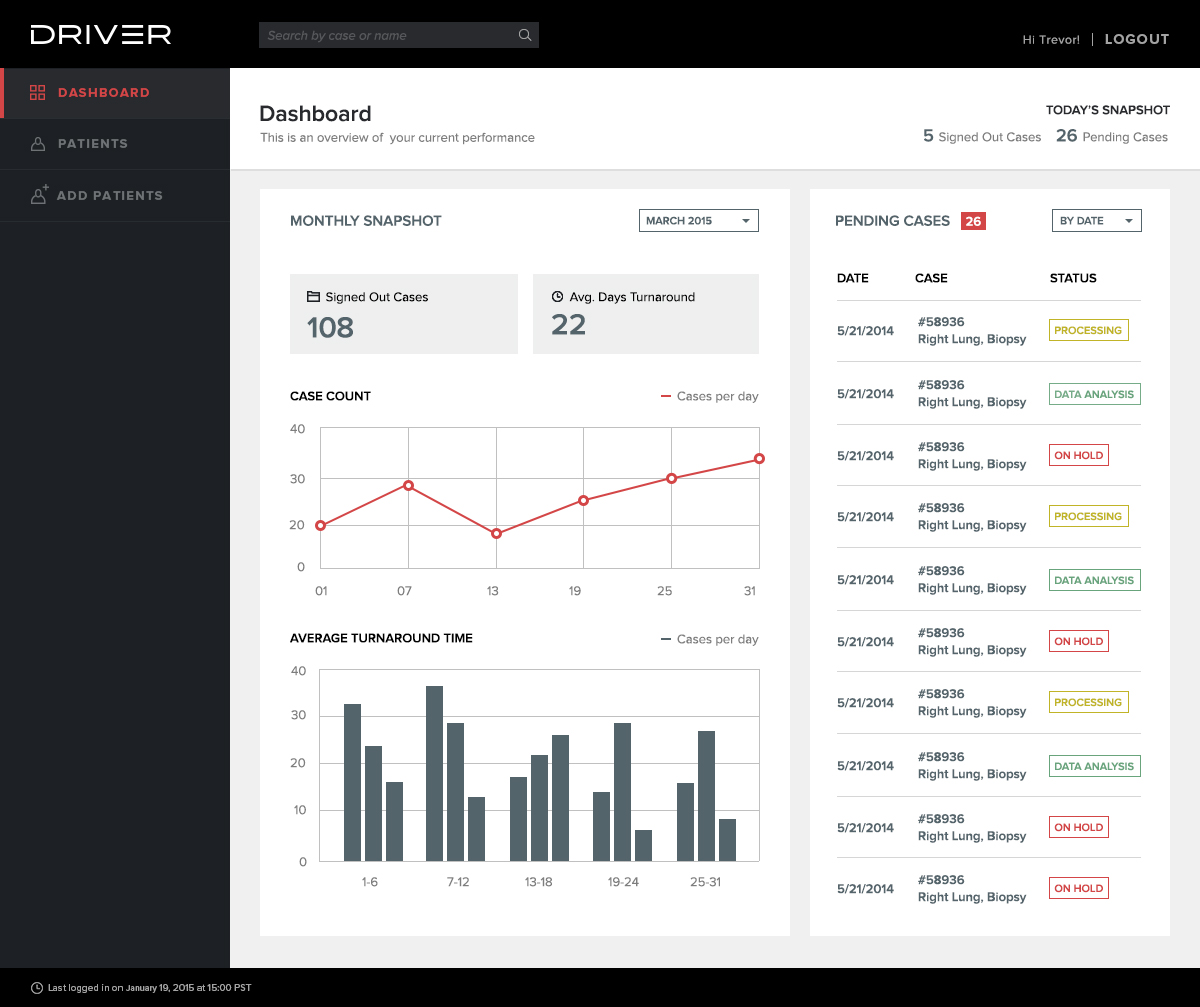 DRIVER
Search by case or name
Hi Trevor! | LOGOUT
DASHBOARD
PATIENTS
ADD PATIENTS
Dashboard
This is an overview of your current performance
TODAY'S SNAPSHOT
5 Signed Out Cases 26 Pending Cases
MONTHLY SNAPSHOT
MARCH 2015
Signed Out Cases
108
Avg. Days Turnaround
22
CASE COUNT
Cases per day
40
30
20
0
01 07 13 19 25 31
AVERAGE TURNAROUND TIME
Cases per day
40
30
20
10
0
1-6 7-12 13-18 19-24 25-31
PENDING CASES 26
BY DATE
DATE CASE STATUS
5/21/2014 #58936 PROCESSING
Right Lung, Biopsy
5/21/2014 #58936 DATA ANALYSIS
Right Lung, Biopsy
5/21/2014 #58936 ON HOLD
Right Lung, Biopsy
5/21/2014 #58936 PROCESSING
Right Lung, Biopsy
5/21/2014 #58936 DATA ANALYSIS
Right Lung, Biopsy
5/21/2014 #58936 ON HOLD
Right Lung, Biopsy
5/21/2014 #58936 PROCESSING
Right Lung, Biopsy
5/21/2014 #58936 DATA ANALYSIS
Right Lung, Biopsy
5/21/2014 #58936 ON HOLD
Right Lung, Biopsy
5/21/2014 #58936 ON HOLD
Right Lung, Biopsy
Last logged in on January 19, 2015 at 15:00 PST